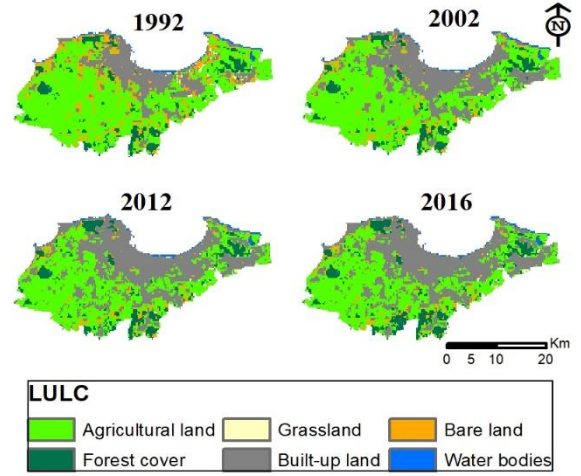 1992
2002
N
2012
2016
Km
0 5 10 20
LULC
Agricultural land Grassland Bare land
Forest cover Built-up land Water bodies